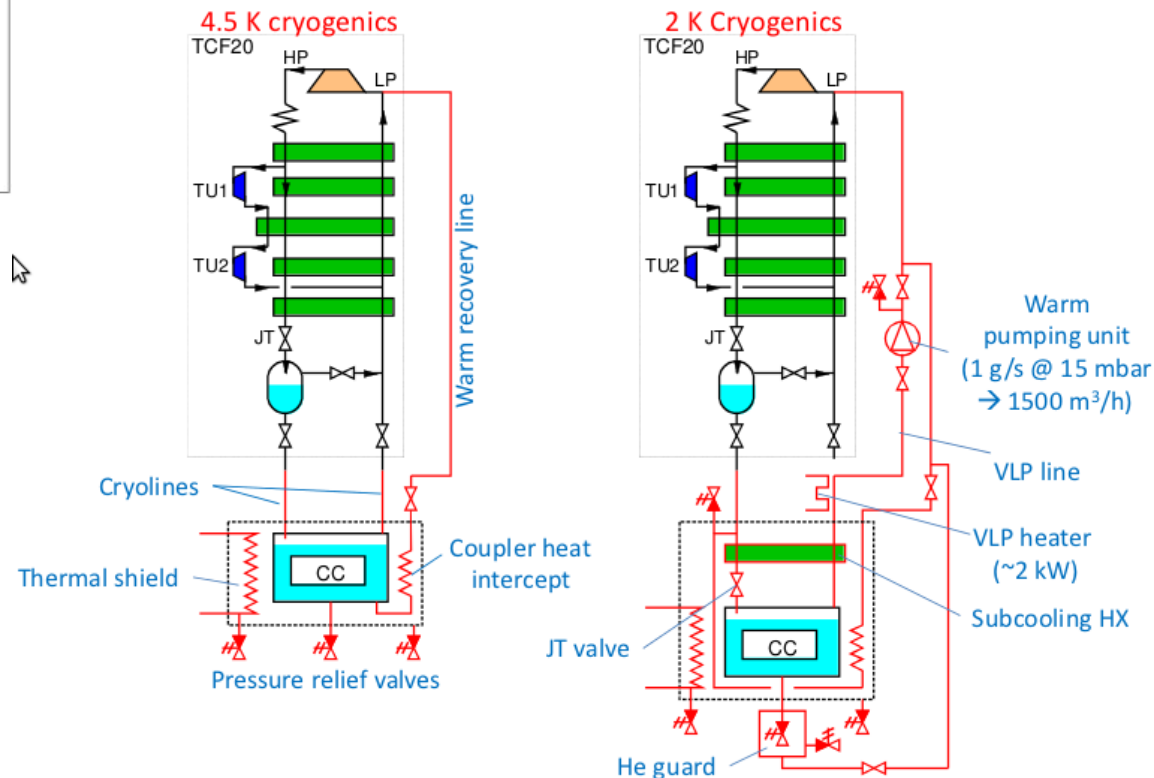 4.5 K cryogenics
TCF20
HP
LP
TU1
TU2
JT
Warm recovery line
Cryolines
Thermal shield
CC
Coupler heat
intercept
Pressure relief valves
2 K Cryogenics
TCF20
HP
LP
TU1
TU2
JT
Warm
pumping unit
(1 g/s @ 15 mbar
→ 1500 m³/h)
VLP line
VLP heater
(~2 kW)
Subcooling HX
JT valve
CC
He guard